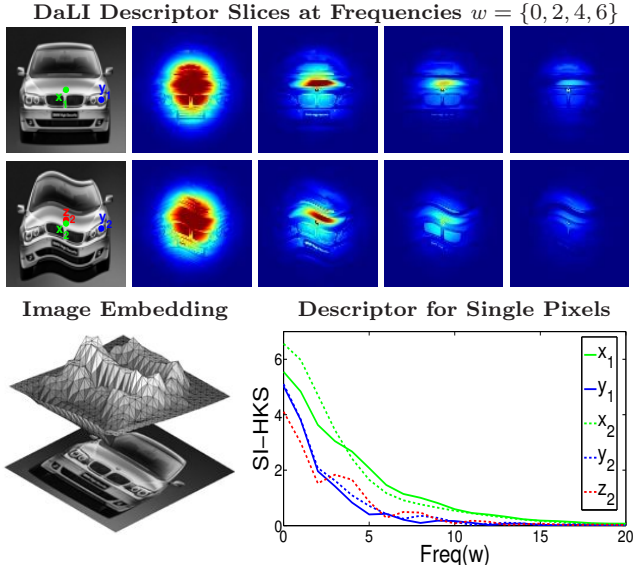 DaLI Descriptor Slices at Frequencies w = {0, 2, 4, 6}
x₁
y₁
z₂
x₂
y₂
Image Embedding
Descriptor for Single Pixels
SI-HKS
6
4
2
0
x₁
y₁
x₂
y₂
z₂
0
5
10
15
20
Freq(w)